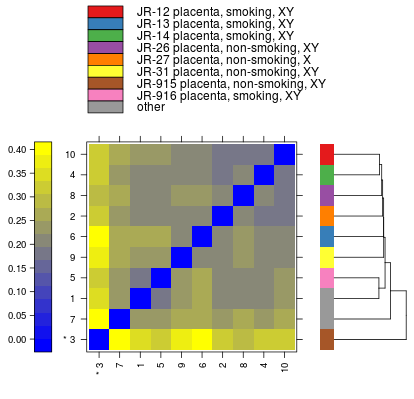 JR-12 placenta, smoking, XY
JR-13 placenta, smoking, XY
JR-14 placenta, smoking, XY
JR-26 placenta, non-smoking, XY
JR-27 placenta, non-smoking, X
JR-31 placenta, non-smoking, XY
JR-915 placenta, non-smoking, XY
JR-916 placenta, smoking, XY
other
0.40
0.35
0.30
0.25
0.20
0.15
0.10
0.05
0.00
10
4
8
2
6
9
5
1
7
* 3
*
* 3 7 1 5 9 6 2 8 4 10